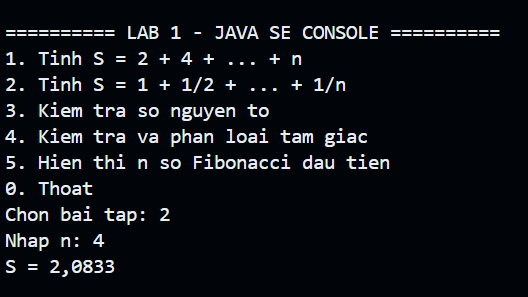 ========== LAB 1 - JAVA SE CONSOLE ==========
1. Tinh S = 2 + 4 + ... + n
2. Tinh S = 1 + 1/2 + ... + 1/n
3. Kiem tra so nguyen to
4. Kiem tra va phan loai tam giac
5. Hien thi n so Fibonacci dau tien
0. Thoat
Chon bai tap: 2
Nhap n: 4
S = 2,0833